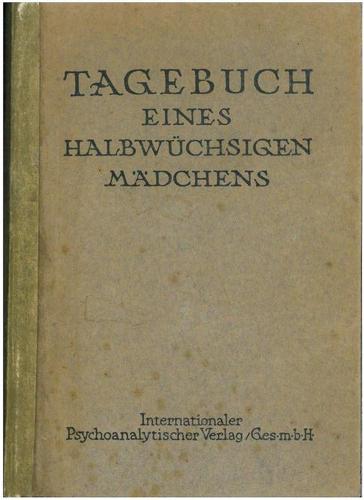 TAGEBUCH
EINES
HALBWÜCHSIGEN
MÄDCHENS
Internationaler
Psychoanalytischer Verlag / Ges·m·b·H·